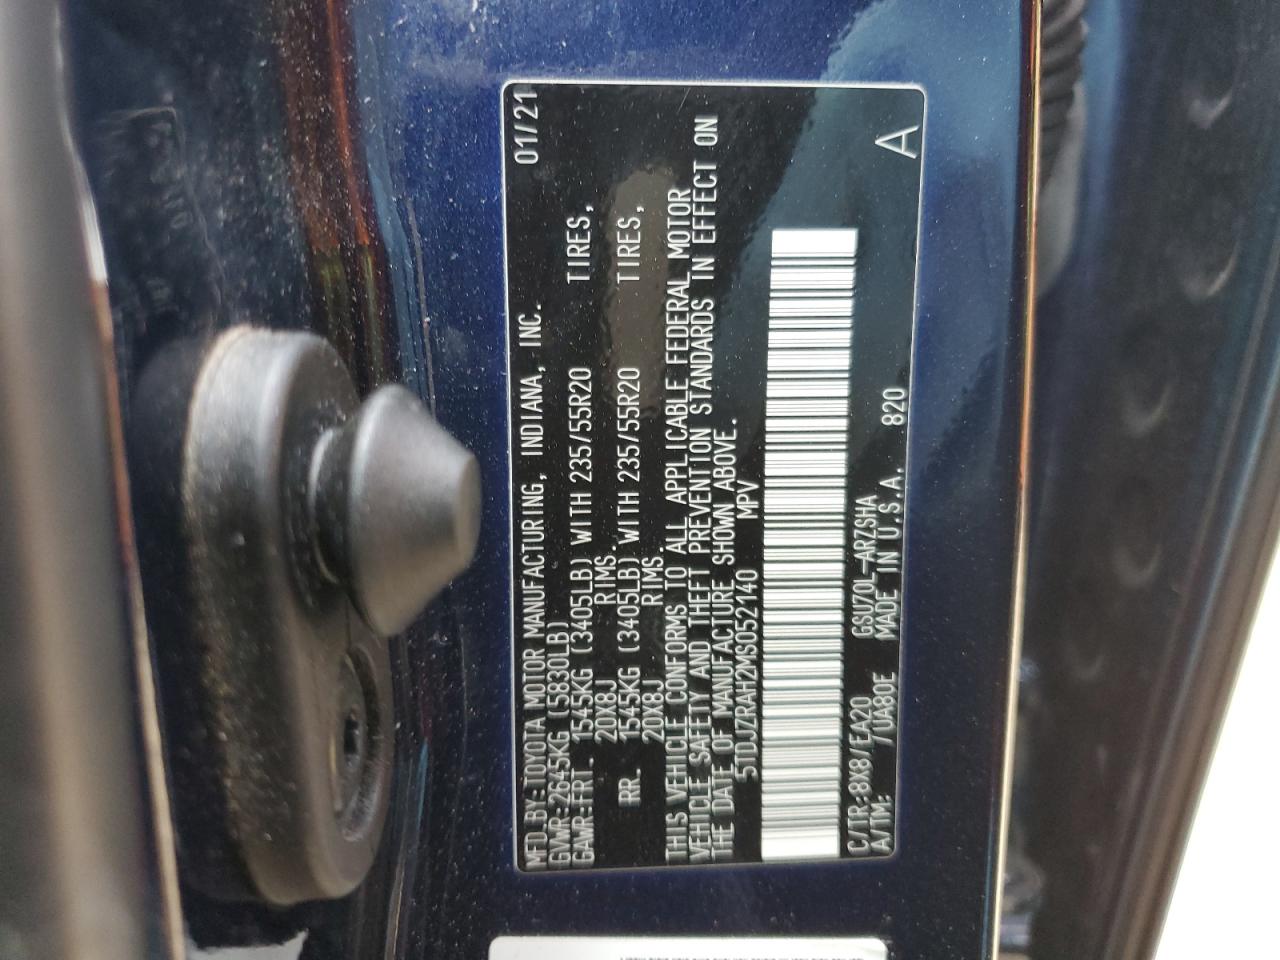 MFD.BY:TOYOTA MOTOR MANUFACTURING, INDIANA, INC. 01/21
GVWR:2645KG (5830LB)
GAWR:FRT. 1545KG (3405LB) WITH 235/55R20 TIRES,
20X8J RIMS.
RR. 1545KG (3405LB) WITH 235/55R20 TIRES,
20X8J RIMS.
THIS VEHICLE CONFORMS TO ALL APPLICABLE FEDERAL MOTOR
VEHICLE SAFETY AND THEFT PREVENTION STANDARDS IN EFFECT ON
THE DATE OF MANUFACTURE SHOWN ABOVE.
5TDJZRAH2MS052140 MPV
C/TR:8X8/EA20 GSU70L-ARZSHA
A/TM: /UA80E MADE IN U.S.A. 820 A